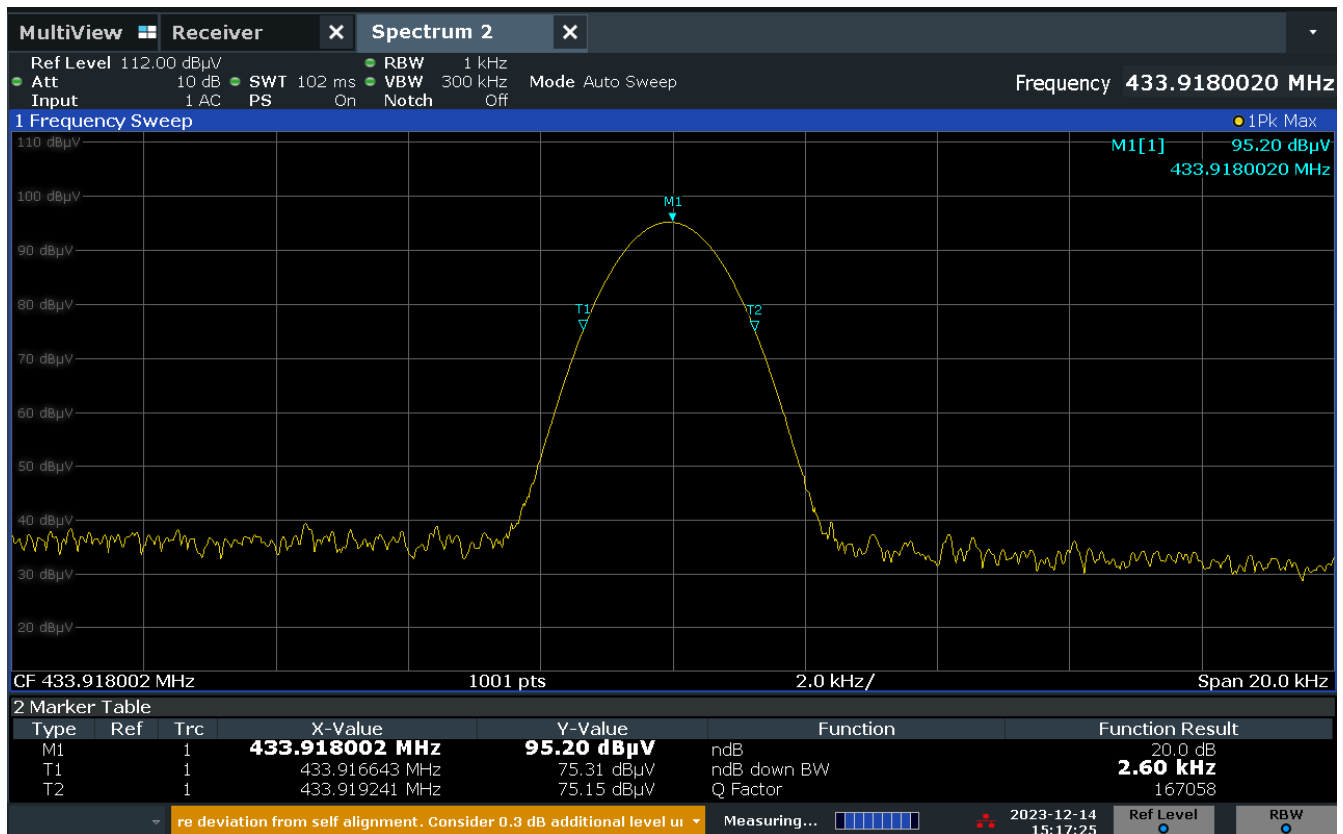 MultiView Receiver X Spectrum 2 X
Ref Level 112.00 dBµV RBW 1 kHz
Att 10 dB SWT 102 ms VBW 300 kHz Mode Auto Sweep Frequency 433.9180020 MHz
Input 1 AC PS On Notch Off
1 Frequency Sweep 1Pk Max
110 dBµV M1[1] 95.20 dBµV
433.9180020 MHz
100 dBµV
M1
90 dBµV
80 dBµV
T1 T2
70 dBµV
60 dBµV
50 dBµV
40 dBµV
30 dBµV
20 dBµV
CF 433.918002 MHz 1001 pts 2.0 kHz/ Span 20.0 kHz
2 Marker Table
Type Ref Trc X-Value Y-Value Function Function Result
M1 1 433.918002 MHz 95.20 dBµV ndB 20.0 dB
T1 1 433.916643 MHz 75.31 dBµV ndB down BW 2.60 kHz
T2 1 433.919241 MHz 75.15 dBµV Q Factor 167058
re deviation from self alignment. Consider 0.3 dB additional level Measuring... 2023-12-14 Ref Level RBW
15:17:25